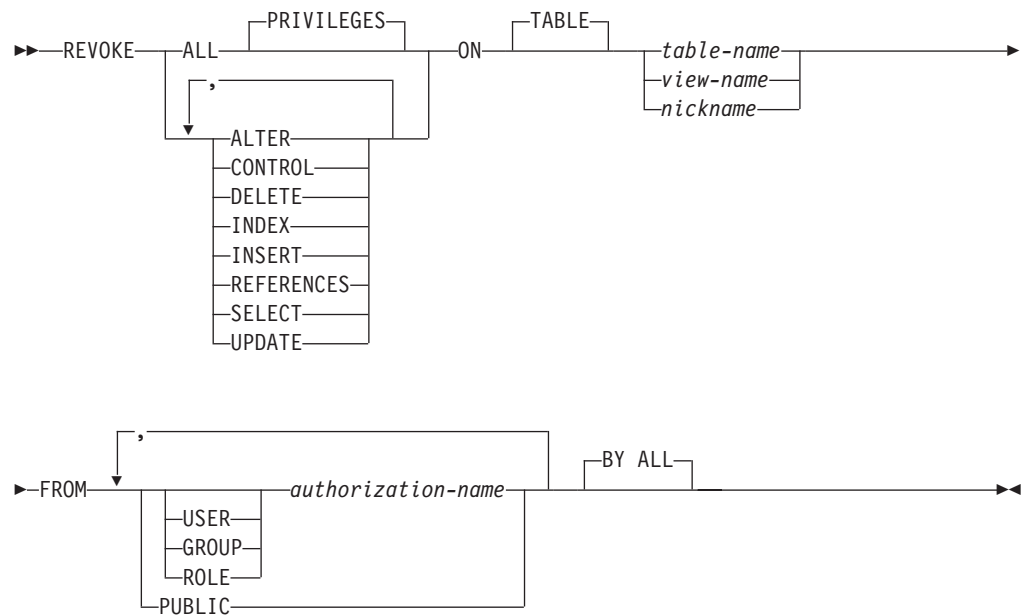 PRIVILEGES TABLE
REVOKE ALL ON table-name
view-name
,
nickname
ALTER
CONTROL
DELETE
INDEX
INSERT
REFERENCES
SELECT
UPDATE
,
BY ALL
FROM authorization-name
USER
GROUP
ROLE
PUBLIC